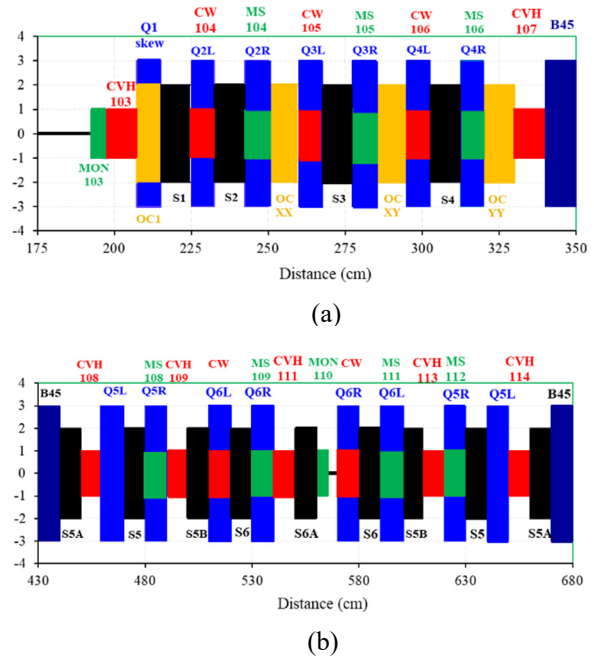 Q1 CW MS CW MS CW MS CVH B45
skew 104 104 105 105 106 106 107
Q2L Q2R Q3L Q3R Q4L Q4R
4
3
2
CVH
103
1
0
-1
MON
103
-2
S1 S2 OC XX S3 OC XY S4 OC YY
-3
OC1
-4
175 200 225 250 275 300 325 350
Distance (cm)
(a)
CVH MS CVH CW MS CVH MON CW MS CVH MS CVH
108 108 109 109 111 110 111 113 112 114
B45 Q5L Q5R Q6L Q6R Q6R Q6L Q5R Q5L B45
4
3
2
1
0
-1
-2
S5A S5 S5B S6 S6A S6 S5B S5 S5A
-3
-4
430 480 530 580 630 680
Distance (cm)
(b)